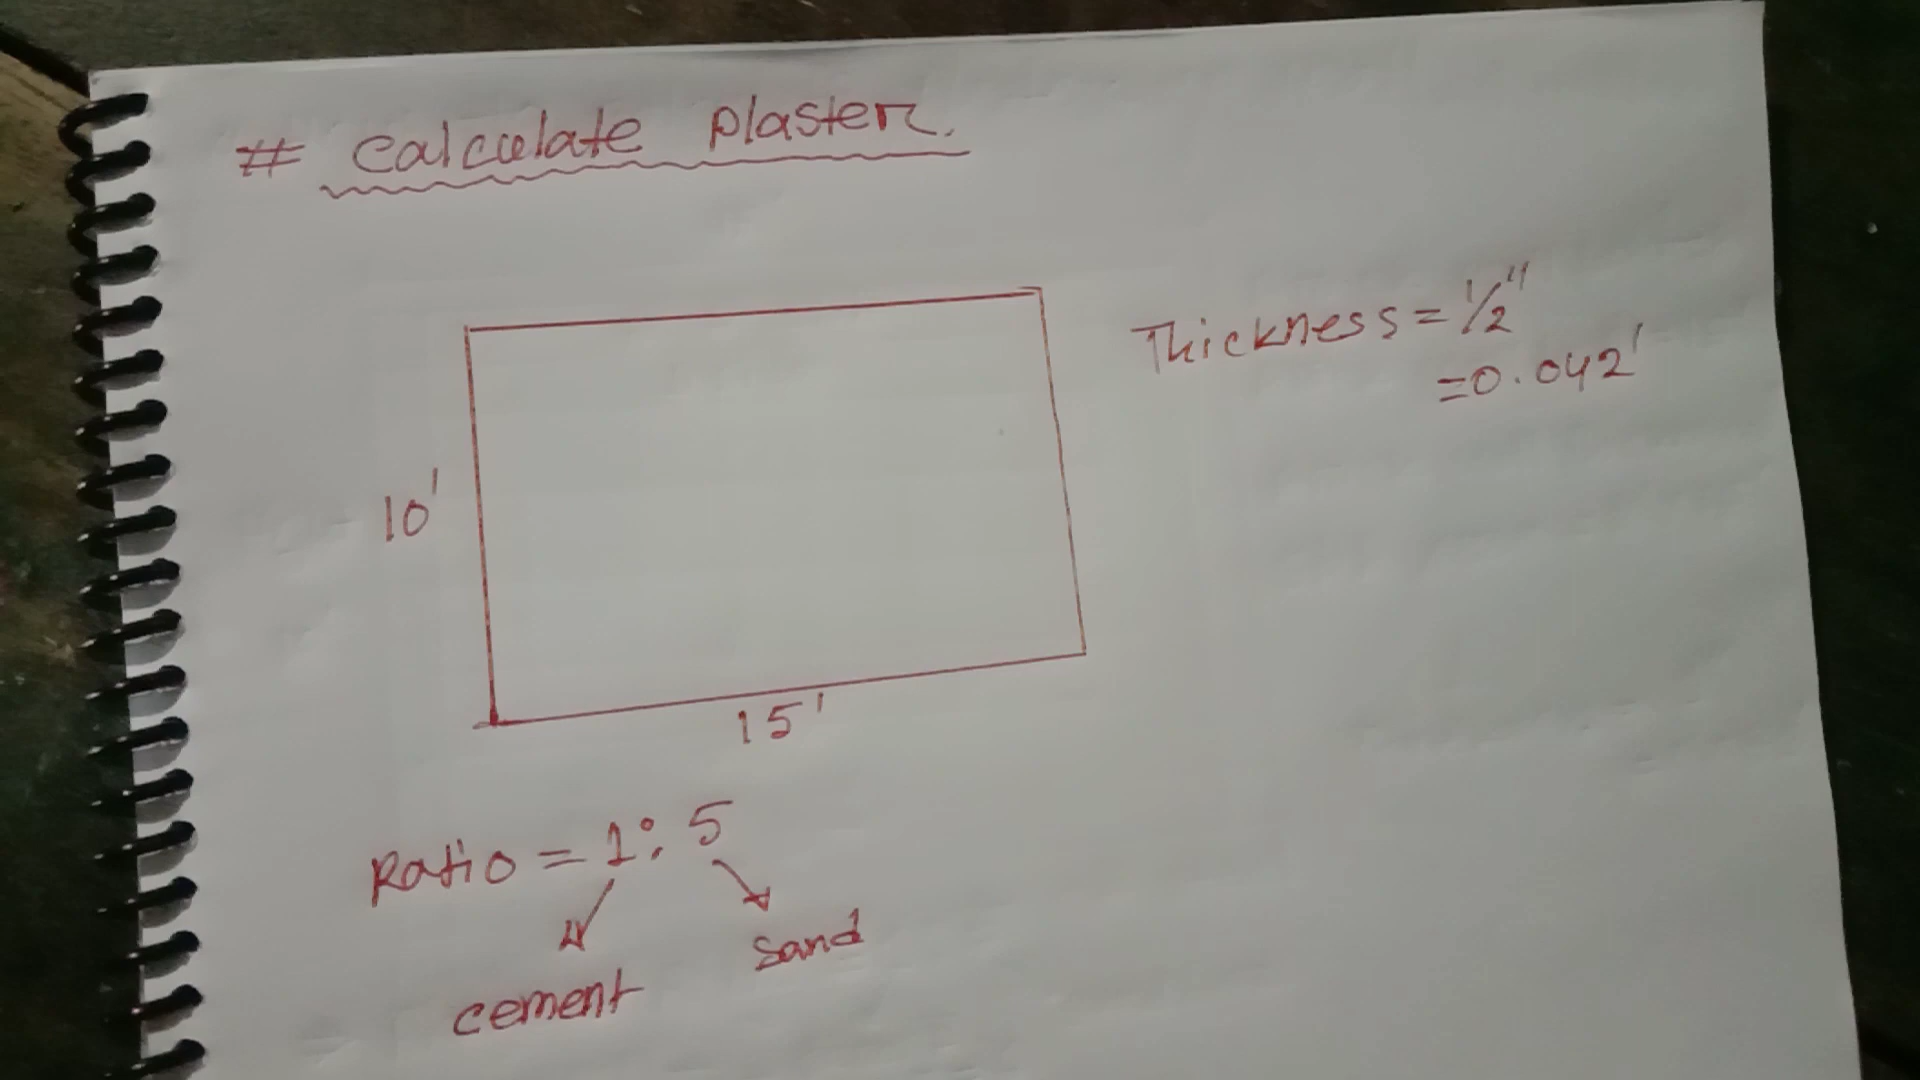 # Calculate plaster.
Thickness = 1/2"
= 0.042'
10'
15'
Ratio = 1:5
cement
Sand